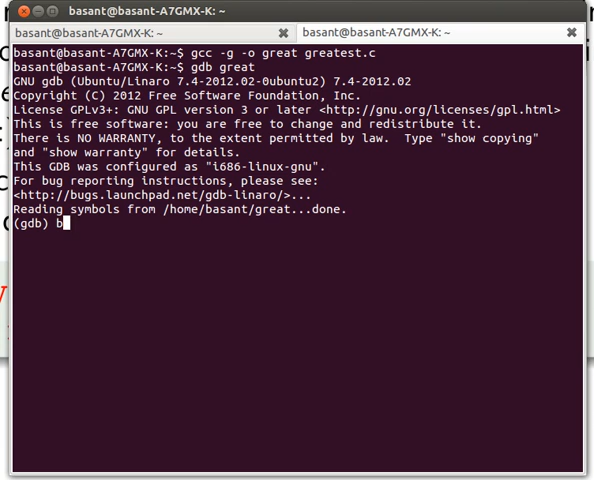 basant@basant-A7GMX-K: ~
basant@basant-A7GMX-K: ~ basant@basant-A7GMX-K: ~
basant@basant-A7GMX-K:~$ gcc -g -o great greatest.c
basant@basant-A7GMX-K:~$ gdb great
GNU gdb (Ubuntu/Linaro 7.4-2012.02-0ubuntu2) 7.4-2012.02
Copyright (C) 2012 Free Software Foundation, Inc.
License GPLv3+: GNU GPL version 3 or later <http://gnu.org/licenses/gpl.html>
This is free software: you are free to change and redistribute it.
There is NO WARRANTY, to the extent permitted by law.  Type "show copying"
and "show warranty" for details.
This GDB was configured as "i686-linux-gnu".
For bug reporting instructions, please see:
<http://bugs.launchpad.net/gdb-linaro/>...
Reading symbols from /home/basant/great...done.
(gdb) b